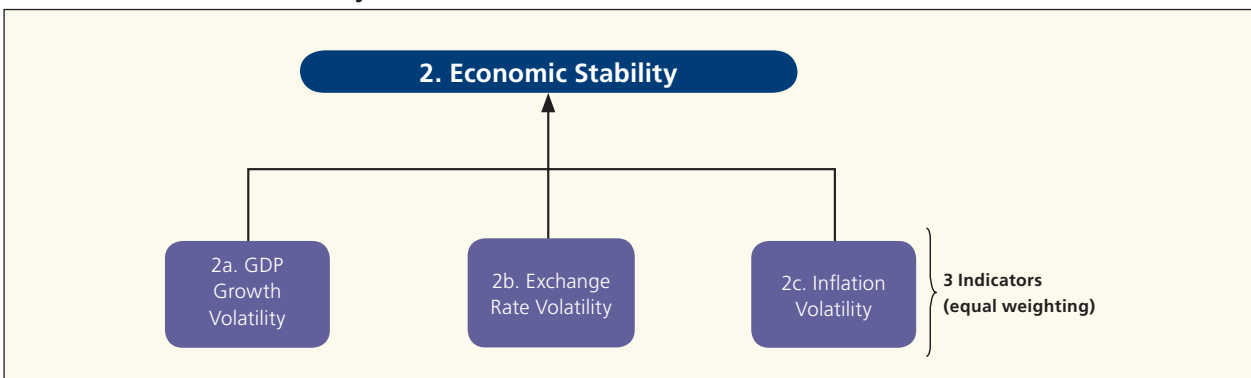 2. Economic Stability
2a. GDP
Growth
Volatility
2b. Exchange
Rate Volatility
2c. Inflation
Volatility
3 Indicators
(equal weighting)